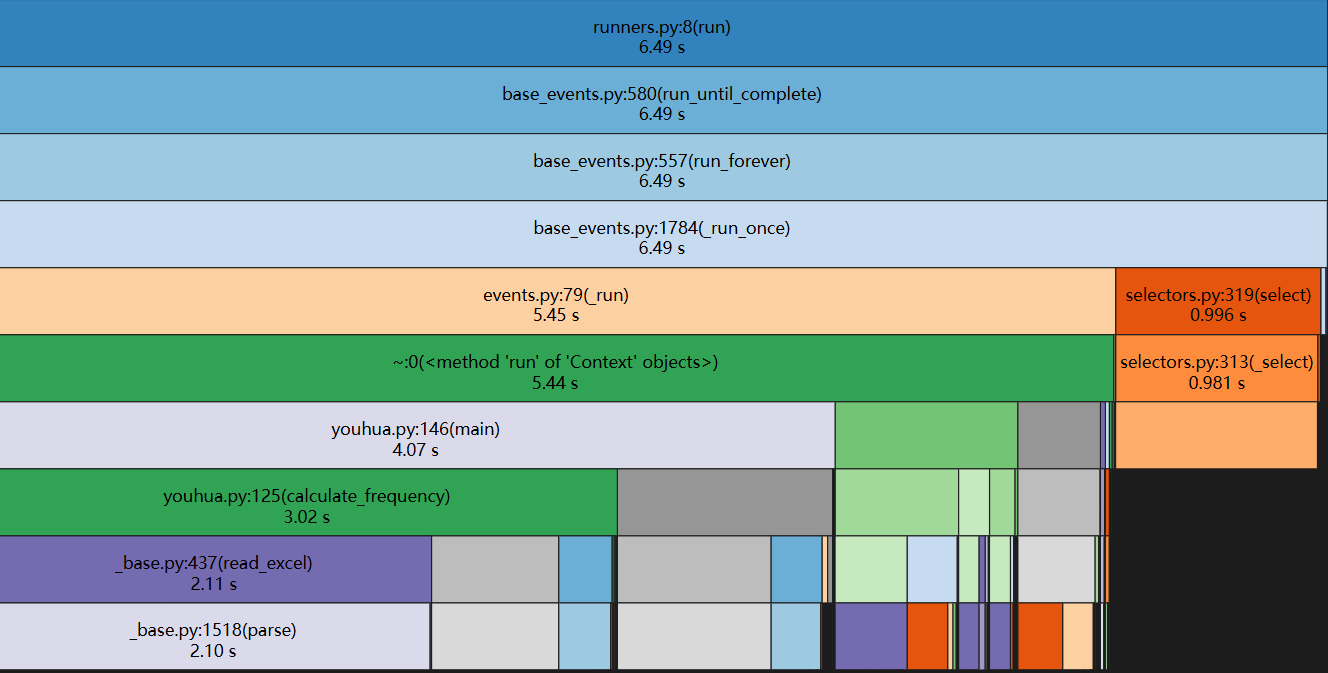 runners.py:8(run)
6.49 s
base_events.py:580(run_until_complete)
6.49 s
base_events.py:557(run_forever)
6.49 s
base_events.py:1784(_run_once)
6.49 s
events.py:79(_run)
5.45 s
selectors.py:319(select)
0.996 s
~:0(<method 'run' of 'Context' objects>)
5.44 s
selectors.py:313(_select)
0.981 s
youhua.py:146(main)
4.07 s
youhua.py:125(calculate_frequency)
3.02 s
_base.py:437(read_excel)
2.11 s
_base.py:1518(parse)
2.10 s